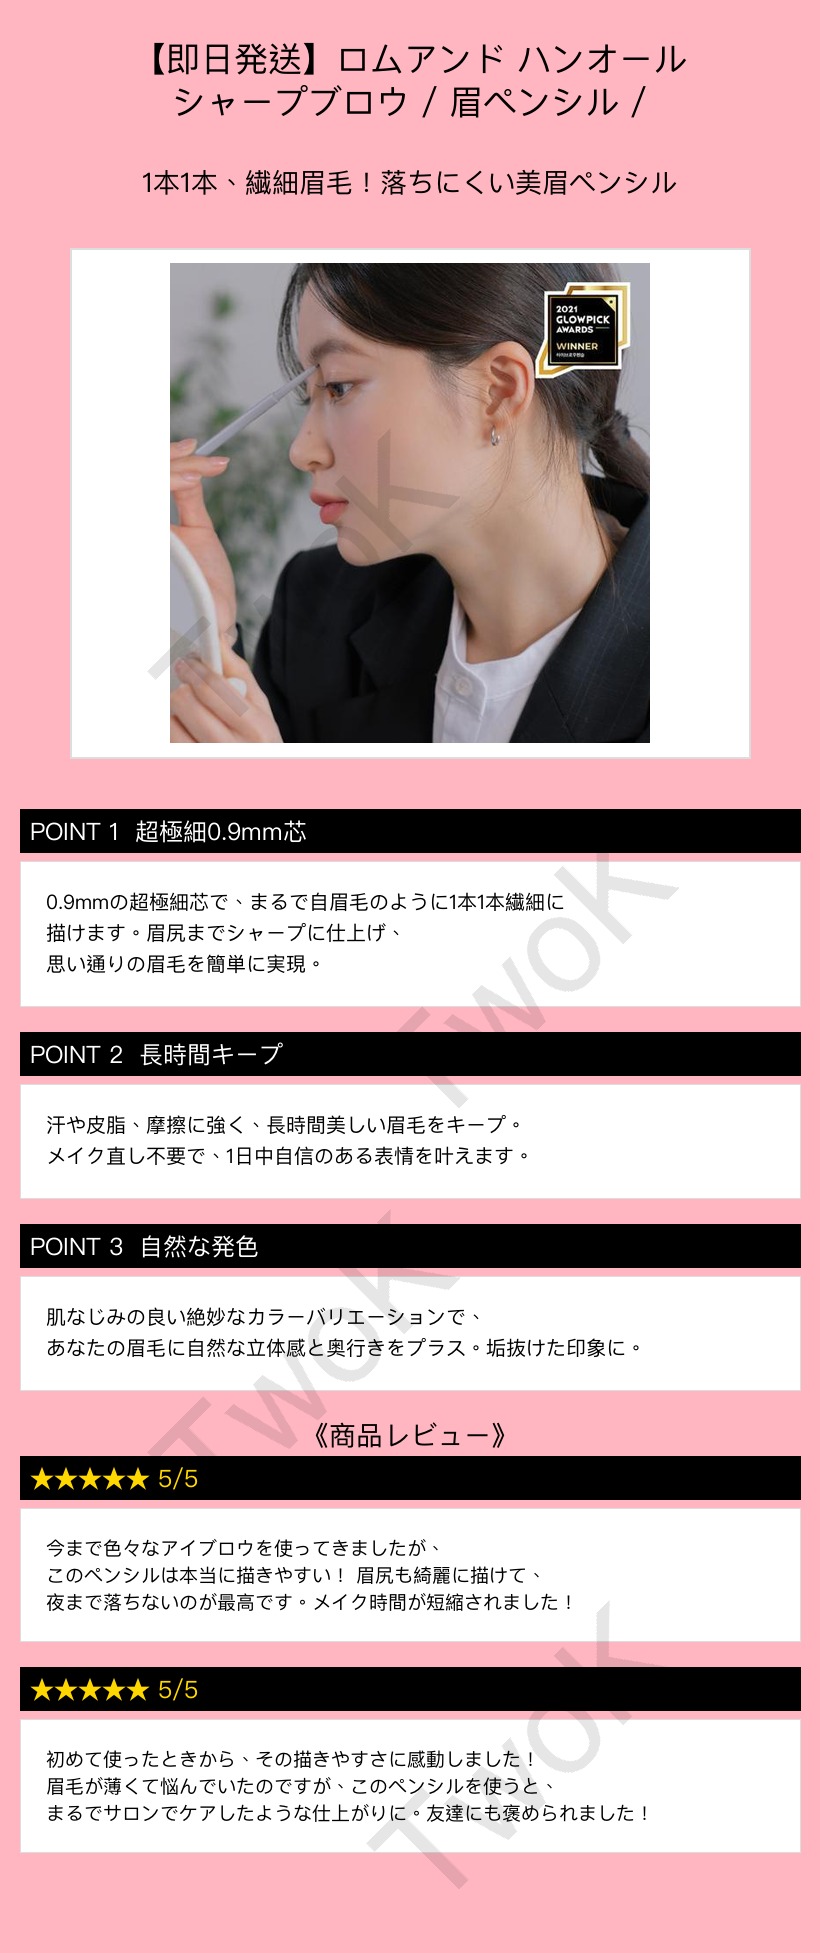 【即日発送】ロムアンド ハンオール
シャープブロウ / 眉ペンシル /
1本1本、繊細眉毛！落ちにくい美眉ペンシル
2021
GLOWPICK
AWARDS
WINNER
아이브로우펜슬
TwoK
POINT 1 超極細0.9mm芯
0.9mmの超極細芯で、まるで自眉毛のように1本1本繊細に
描けます。眉尻までシャープに仕上げ、
思い通りの眉毛を簡単に実現。
TwoK
POINT 2 長時間キープ
汗や皮脂、摩擦に強く、長時間美しい眉毛をキープ。
メイク直し不要で、1日中自信のある表情を叶えます。
POINT 3 自然な発色
肌なじみの良い絶妙なカラーバリエーションで、
あなたの眉毛に自然な立体感と奥行きをプラス。垢抜けた印象に。
TwoK
《商品レビュー》
★★★★★ 5/5
今まで色々なアイブロウを使ってきましたが、
このペンシルは本当に描きやすい！ 眉尻も綺麗に描けて、
夜まで落ちないのが最高です。メイク時間が短縮されました！
★★★★★ 5/5
初めて使ったときから、その描きやすさに感動しました！
眉毛が薄くて悩んでいたのですが、このペンシルを使うと、
まるでサロンでケアしたような仕上がりに。友達にも褒められました！
TwoK